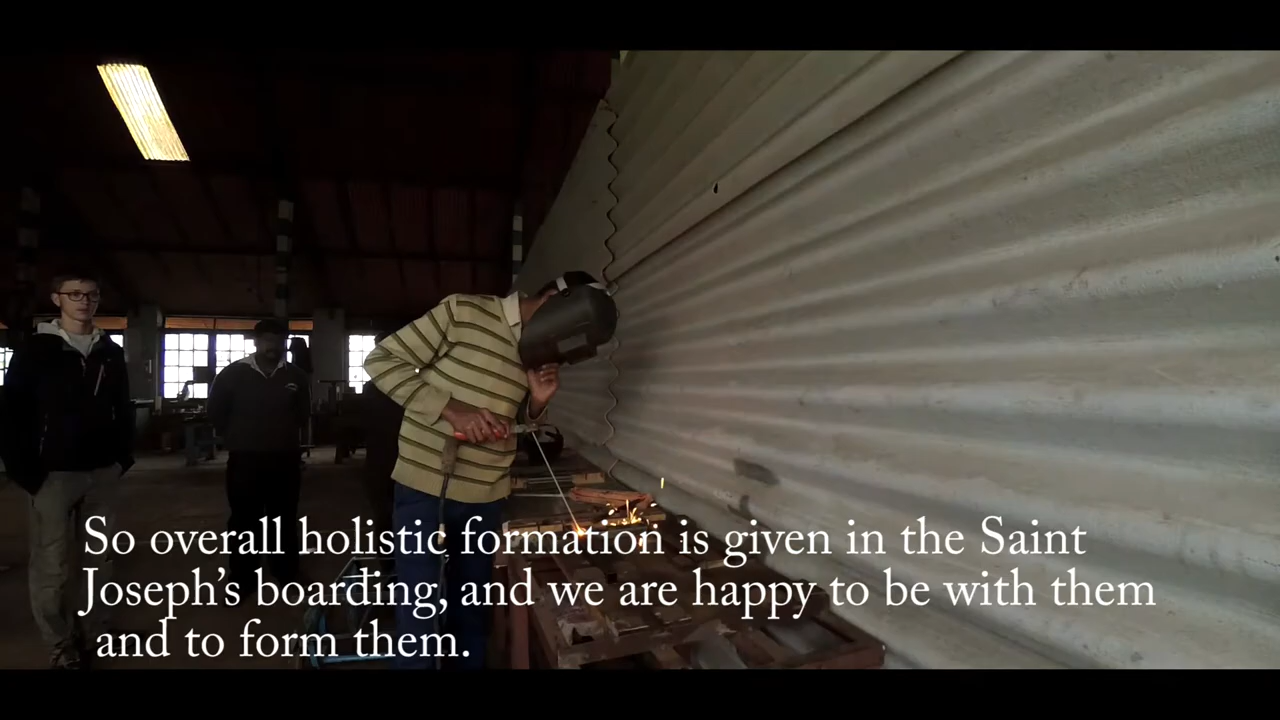 So overall holistic formation is given in the Saint
Joseph’s boarding, and we are happy to be with them
and to form them.